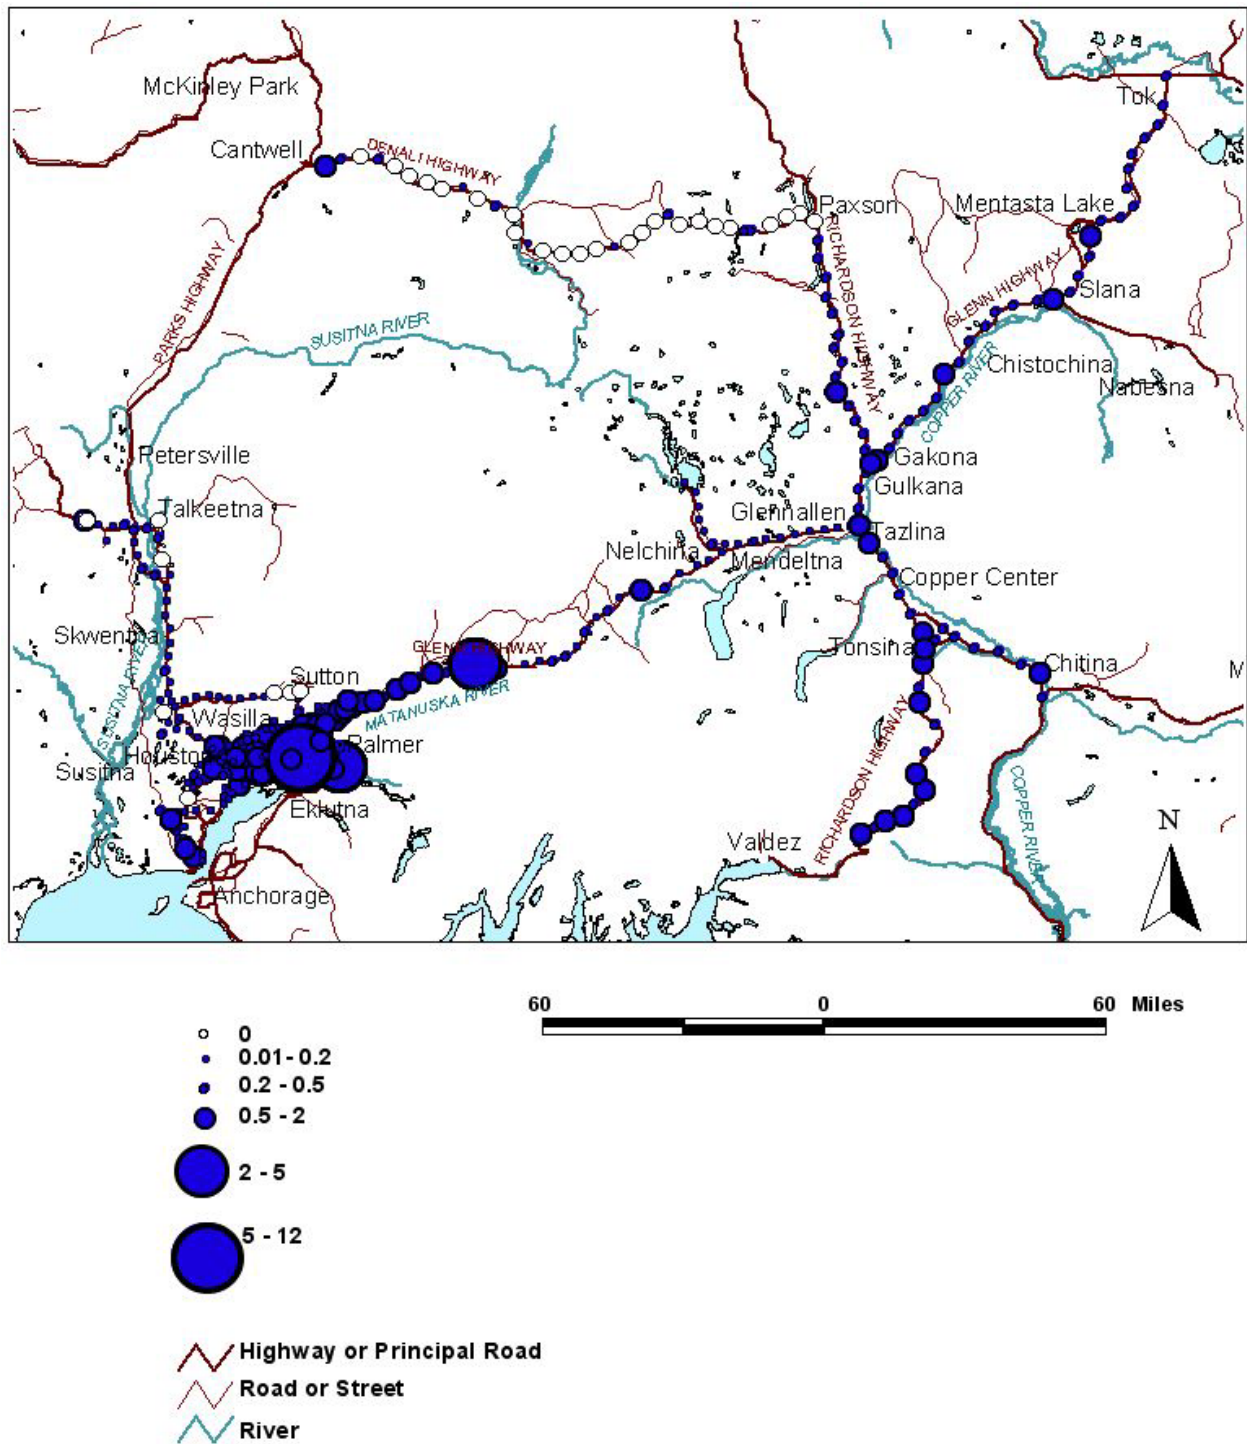 McKinley Park
Tok
Cantwell
DENALI HIGHWAY
Mentasta Lake
Paxson
PARKS HIGHWAY
RICHARDSON HIGHWAY
GLENN HIGHWAY
Slana
SUSITNA RIVER
Chistochina
COPPER RIVER
Nabesna
Petersville
Gakona
Gulkana
Talkeetna
Glennallen
Tazlina
Nelchina
Mendeltna
Copper Center
Skwentna
Tonsina
GLENN HIGHWAY
Chitina
M
Sutton
SUSITNA RIVER
MATANUSKA RIVER
Wasilla
Palmer
Houston
Susitna
RICHARDSON HIGHWAY
COPPER RIVER
Eklutna
N
Valdez
Anchorage
60 0 60 Miles
0
0.01 - 0.2
0.2 - 0.5
0.5 - 2
2 - 5
5 - 12
Highway or Principal Road
Road or Street
River